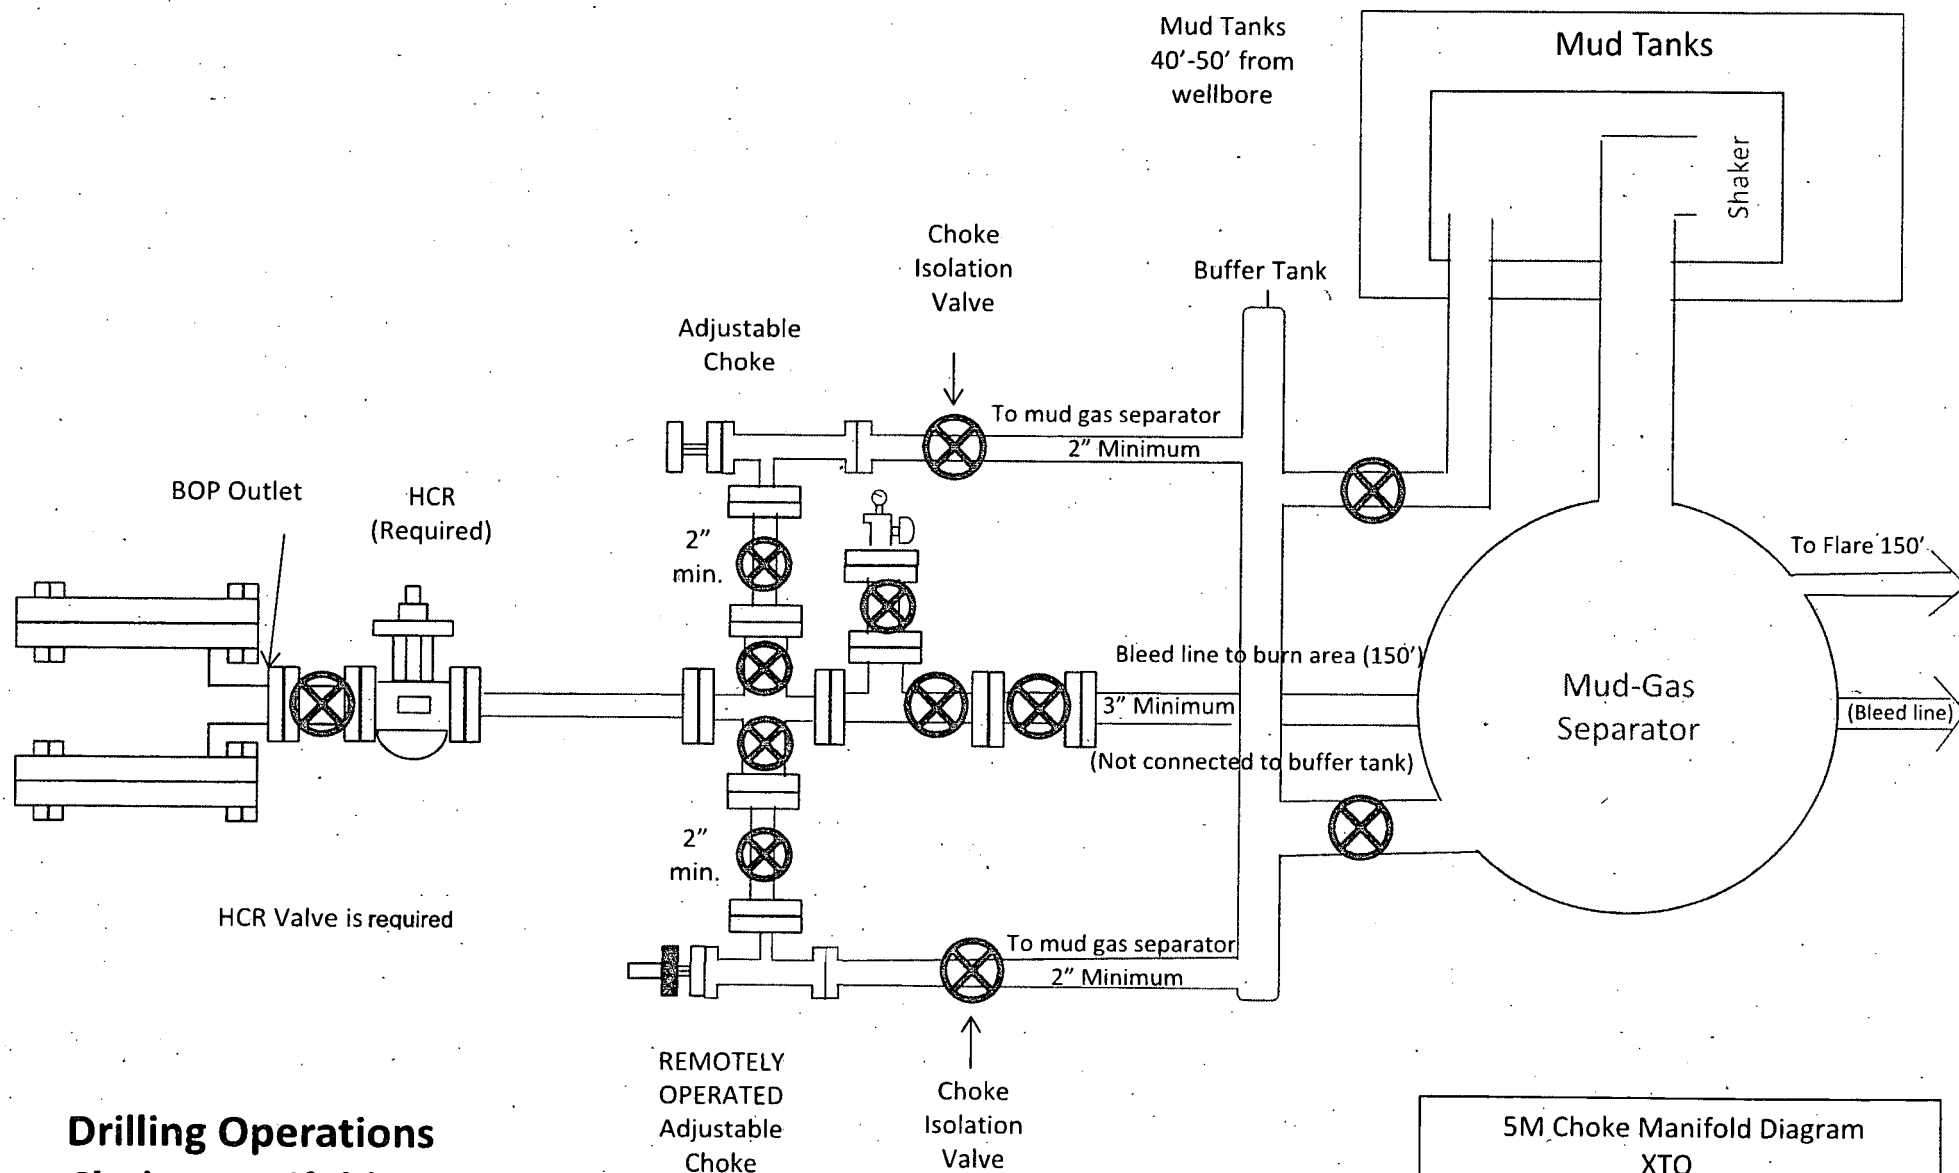 Mud Tanks
40'-50' from
wellbore
Mud Tanks
Shaker
Choke
Isolation
Valve
Buffer Tank
Adjustable
Choke
To mud gas separator
2" Minimum
BOP Outlet
HCR
(Required)
2"
min.
To Flare 150'
Bleed line to burn area (150')
3" Minimum
(Not connected to buffer tank)
Mud-Gas
Separator
(Bleed line)
2"
min.
HCR Valve is required
To mud gas separator
2" Minimum
REMOTELY
OPERATED
Adjustable
Choke
Choke
Isolation
Valve
Drilling Operations
5M Choke Manifold Diagram
XTO